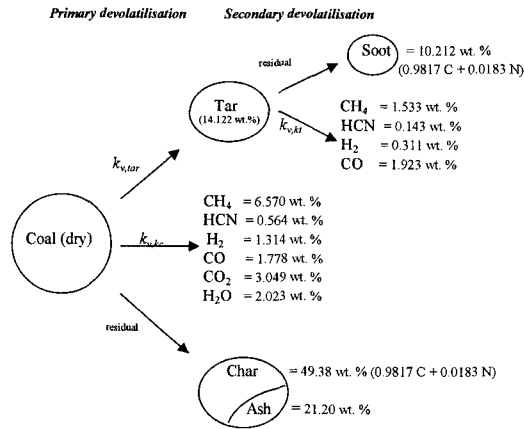 Primary devolatilisation Secondary devolatilisation
residual
Soot = 10.212 wt. %
(0.9817 C + 0.0183 N)
Tar
(14.122 wt.%)
k_v,kt
CH4 = 1.533 wt. %
HCN = 0.143 wt. %
H2 = 0.311 wt. %
CO = 1.923 wt. %
k_v,tar
Coal (dry)
k_v,kc
CH4 = 6.570 wt. %
HCN = 0.564 wt. %
H2 = 1.314 wt. %
CO = 1.778 wt. %
CO2 = 3.049 wt. %
H2O = 2.023 wt. %
residual
Char = 49.38 wt. % (0.9817 C + 0.0183 N)
Ash = 21.20 wt. %